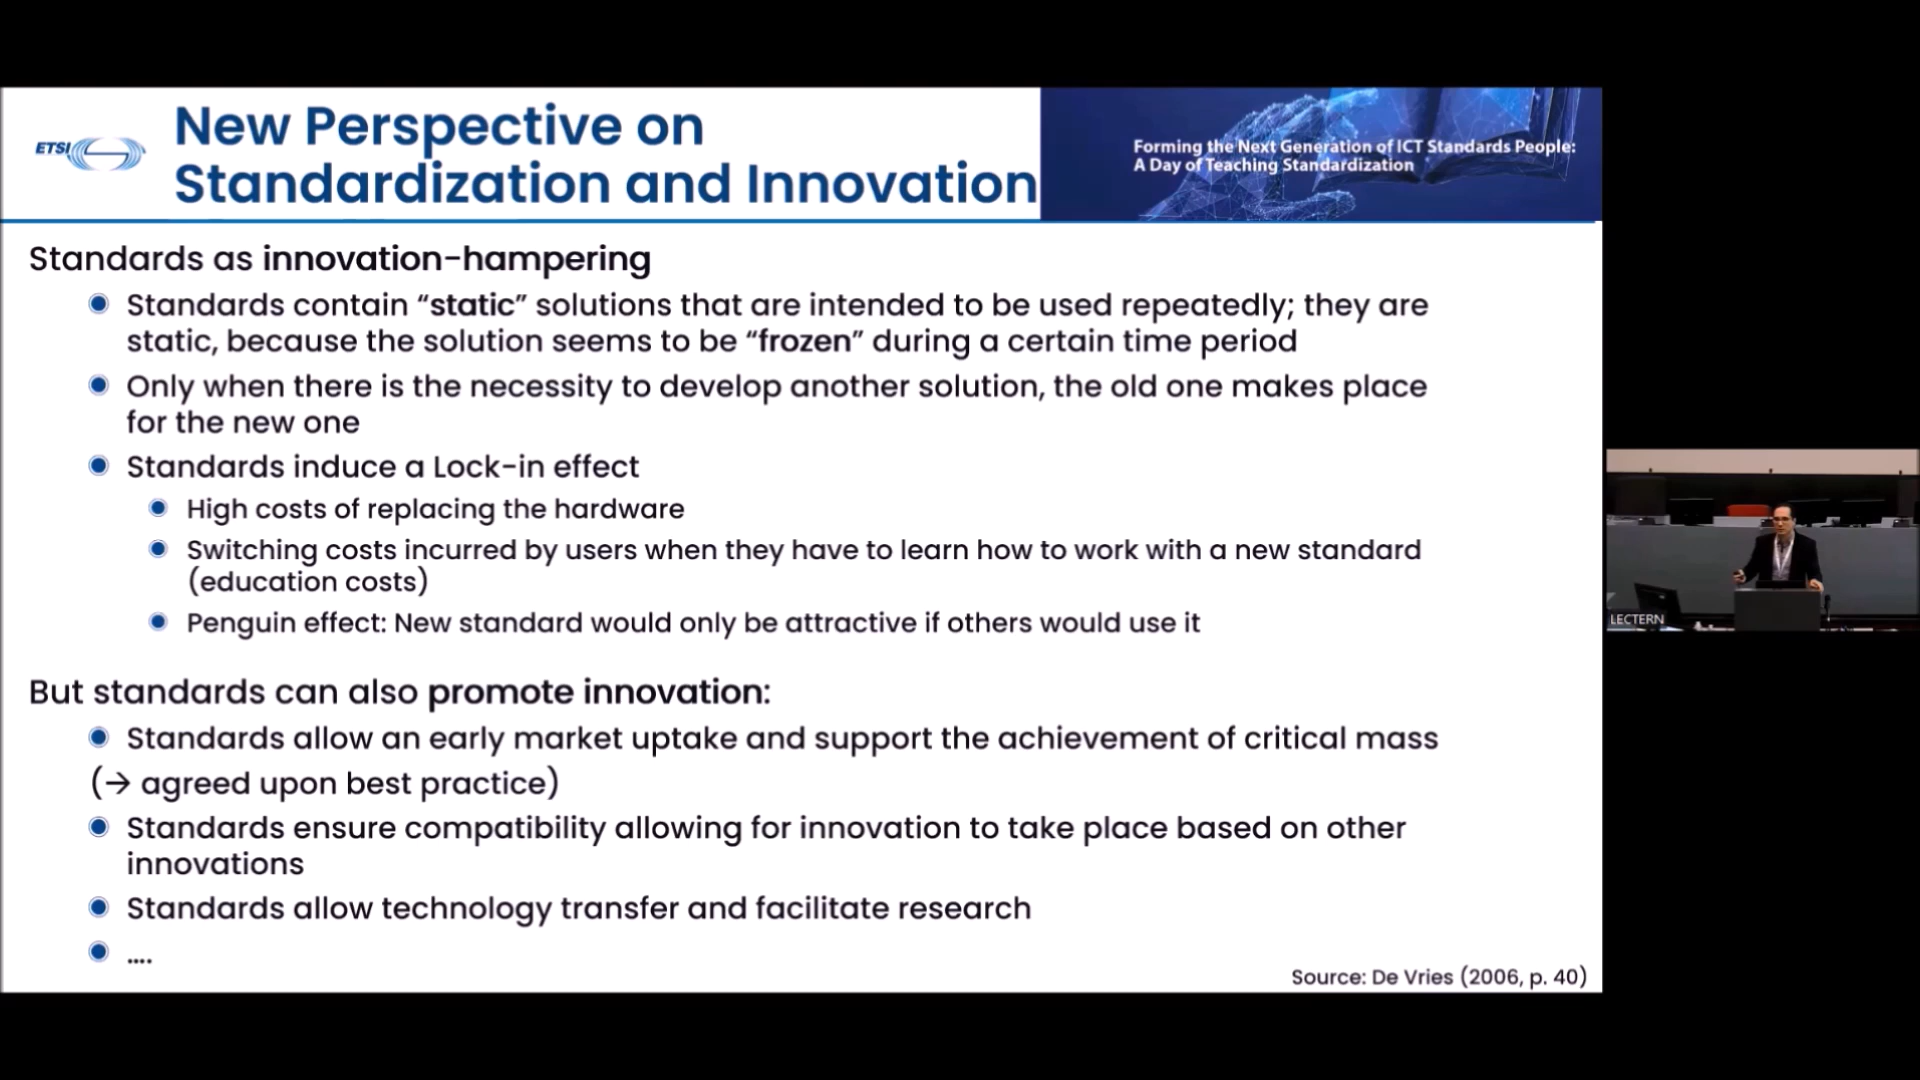 ETSI
New Perspective on
Standardization and Innovation
Forming the Next Generation of ICT Standards People:
A Day of Teaching Standardization
Standards as innovation-hampering
Standards contain “static” solutions that are intended to be used repeatedly; they are
static, because the solution seems to be “frozen” during a certain time period
Only when there is the necessity to develop another solution, the old one makes place
for the new one
Standards induce a Lock-in effect
High costs of replacing the hardware
Switching costs incurred by users when they have to learn how to work with a new standard
(education costs)
Penguin effect: New standard would only be attractive if others would use it
But standards can also promote innovation:
Standards allow an early market uptake and support the achievement of critical mass
(→ agreed upon best practice)
Standards ensure compatibility allowing for innovation to take place based on other
innovations
Standards allow technology transfer and facilitate research
....
Source: De Vries (2006, p. 40)
LECTERN